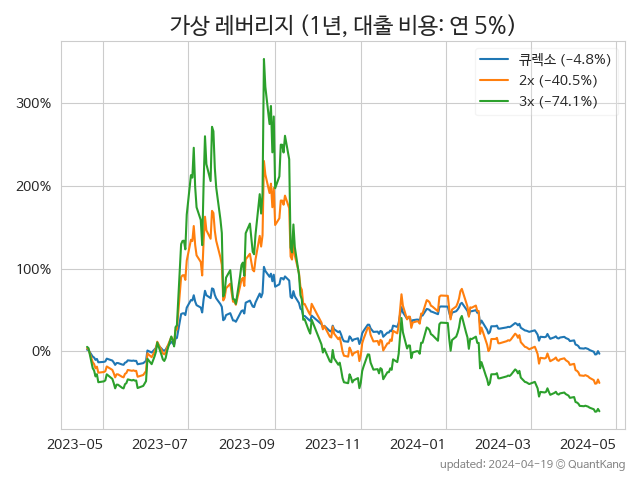 가상 레버리지 (1년, 대출 비용: 연 5%)
큐렉소 (-4.8%)
2x (-40.5%)
3x (-74.1%)
300%
200%
100%
0%
2023-05 2023-07 2023-09 2023-11 2024-01 2024-03 2024-05
updated: 2024-04-19 © QuantKang